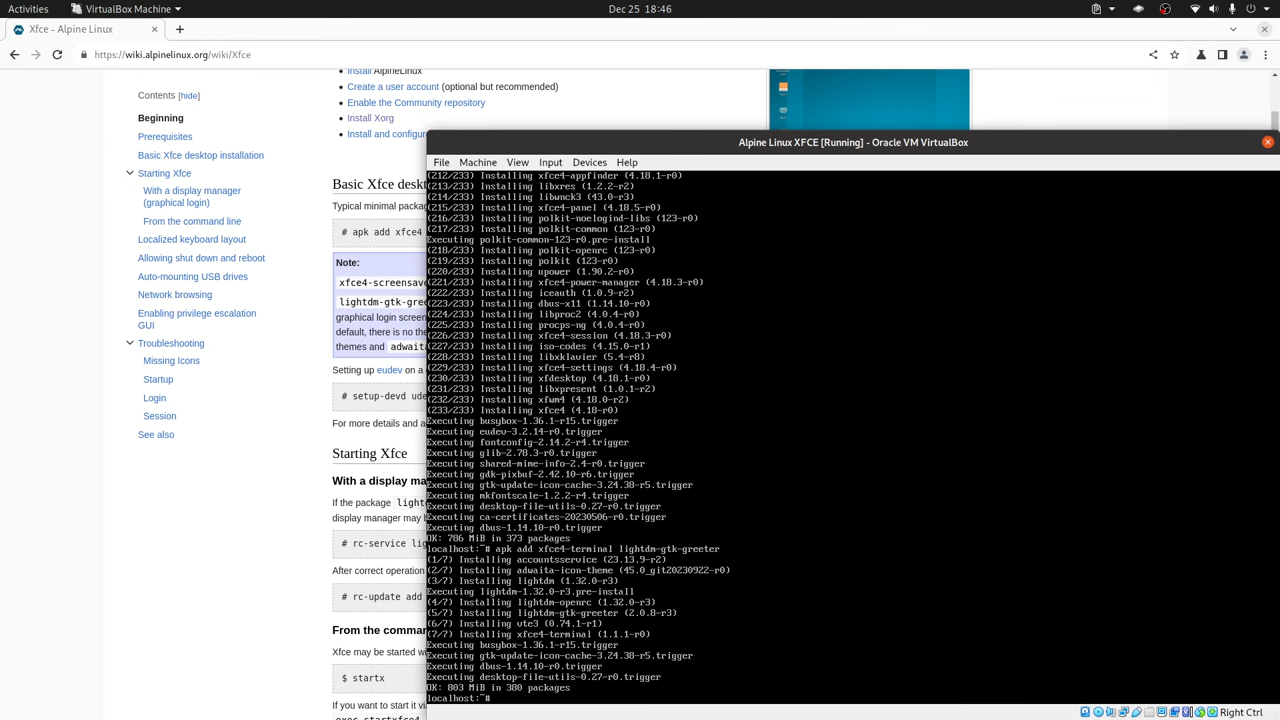 Activities
Dec 25 18:46
Xfce - Alpine Linux
https://wiki.alpinelinux.org/wiki/Xfce
Contents [hide]
Beginning
Prerequisites
Basic Xfce desktop installation
Starting Xfce
With a display manager
(graphical login)
From the command line
Localized keyboard layout
Allowing shut down and reboot
Auto-mounting USB drives
Network browsing
Enabling privilege escalation
GUI
Troubleshooting
Missing Icons
Startup
Login
Session
See also
Install AlpineLinux
Create a user account (optional but recommended)
Enable the Community repository
Install Xorg
Install and configure
Basic Xfce desk
Typical minimal packa
# apk add xfce4
Note:
xfce4-screensav
lightdm-gtk-gre
graphical login screen
default, there is no the
themes and adwait
Setting up eudev on a
# setup-devd ude
For more details and a
Starting Xfce
With a display ma
If the package light
display manager may
# rc-service lig
After correct operation
# rc-update add
From the comma
Xfce may be started w
$ startx
If you want to start it vi
exec startxfce4
Alpine Linux XFCE [Running] - Oracle VM VirtualBox
File Machine View Input Devices Help
(212/233) Installing xfce4-appfinder (4.18.1-r0)
(213/233) Installing libxres (1.2.2-r2)
(214/233) Installing libwnck3 (43.0-r3)
(215/233) Installing xfce4-panel (4.18.5-r0)
(216/233) Installing polkit-noelogind-libs (123-r0)
(217/233) Installing polkit-common (123-r0)
Executing polkit-common-123-r0.pre-install
(218/233) Installing polkit-openrc (123-r0)
(219/233) Installing polkit (123-r0)
(220/233) Installing upower (1.90.2-r0)
(221/233) Installing xfce4-power-manager (4.18.3-r0)
(222/233) Installing iceauth (1.0.9-r2)
(223/233) Installing dbus-x11 (1.14.10-r0)
(224/233) Installing libproc2 (4.0.4-r0)
(225/233) Installing procps-ng (4.0.4-r0)
(226/233) Installing xfce4-session (4.18.3-r0)
(227/233) Installing iso-codes (4.15.0-r1)
(228/233) Installing libxklavier (5.4-r8)
(229/233) Installing xfce4-settings (4.18.4-r0)
(230/233) Installing xfdesktop (4.18.1-r0)
(231/233) Installing libxpresent (1.0.1-r2)
(232/233) Installing xfwm4 (4.18.0-r2)
(233/233) Installing xfce4 (4.18-r0)
Executing busybox-1.36.1-r15.trigger
Executing eudev-3.2.14-r0.trigger
Executing fontconfig-2.14.2-r4.trigger
Executing glib-2.78.3-r0.trigger
Executing shared-mime-info-2.4-r0.trigger
Executing gdk-pixbuf-2.42.10-r6.trigger
Executing gtk-update-icon-cache-3.24.38-r5.trigger
Executing mkfontscale-1.2.2-r4.trigger
Executing desktop-file-utils-0.27-r0.trigger
Executing ca-certificates-20230506-r0.trigger
Executing dbus-1.14.10-r0.trigger
OK: 786 MiB in 373 packages
localhost:~# apk add xfce4-terminal lightdm-gtk-greeter
(1/7) Installing accountsservice (23.13.9-r2)
(2/7) Installing adwaita-icon-theme (45.0_git20230922-r0)
(3/7) Installing lightdm (1.32.0-r3)
Executing lightdm-1.32.0-r3.pre-install
(4/7) Installing lightdm-openrc (1.32.0-r3)
(5/7) Installing lightdm-gtk-greeter (2.0.8-r3)
(6/7) Installing vte3 (0.74.1-r1)
(7/7) Installing xfce4-terminal (1.1.1-r0)
Executing busybox-1.36.1-r15.trigger
Executing gtk-update-icon-cache-3.24.38-r5.trigger
Executing dbus-1.14.10-r0.trigger
Executing desktop-file-utils-0.27-r0.trigger
OK: 803 MiB in 380 packages
localhost:~#
Right Ctrl